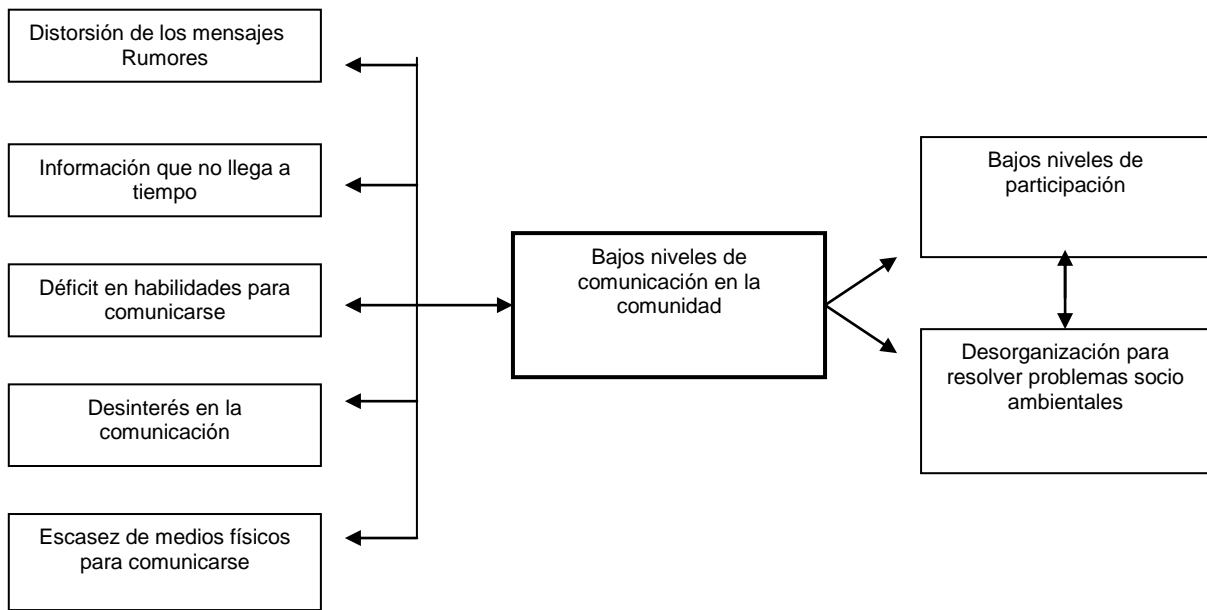 Distorsión de los mensajes
Rumores
Información que no llega a
tiempo
Déficit en habilidades para
comunicarse
Desinterés en la
comunicación
Escasez de medios físicos
para comunicarse
Bajos niveles de
comunicación en la
comunidad
Bajos niveles de
participación
Desorganización para
resolver problemas socio
ambientales